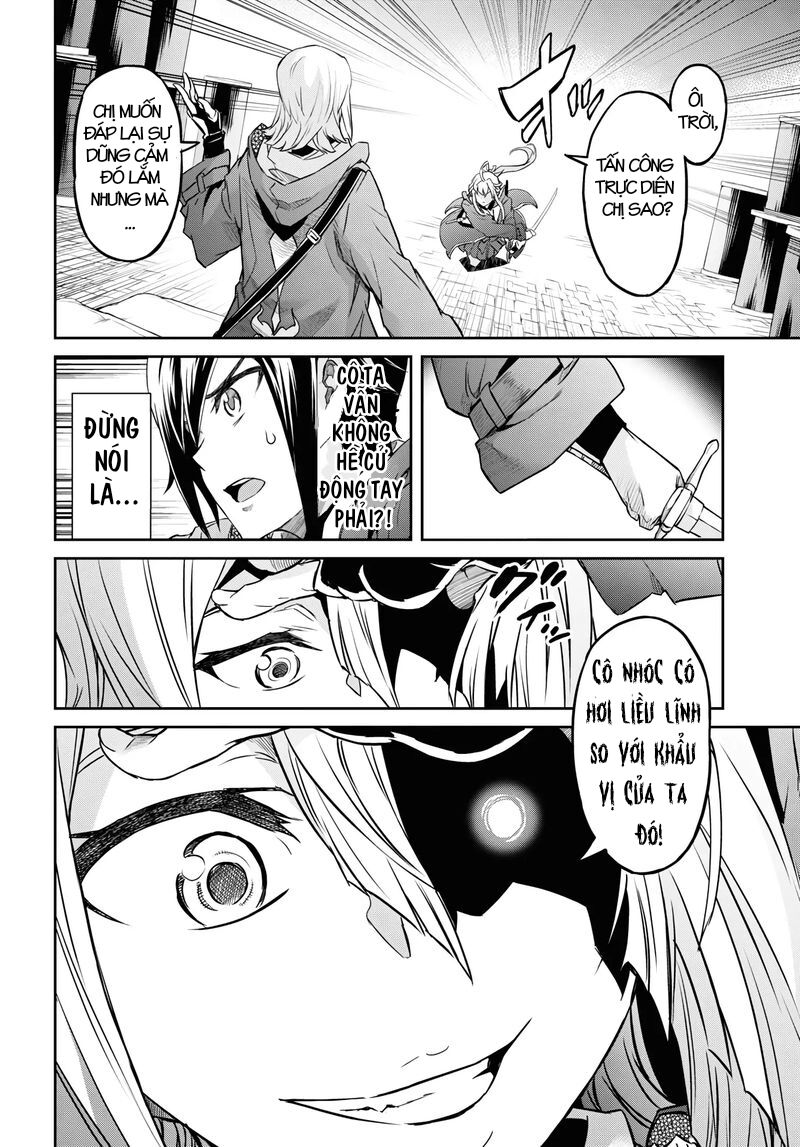 ÔI
TRỜI,
TẤN CÔNG
TRỰC DIỆN
CHỊ SAO?
オッ
CHỊ MUỐN
ĐÁP LẠI SỰ
DŨNG CẢM
ĐÓ LẮM
NHƯNG MÀ
...
CÔ TA
VẪN
KHÔNG
HỀ CỬ
ĐỘNG TAY
PHẢI?!
ĐỪNG
NÓI
LÀ...
CÔ NHÓC CÓ
HƠI LIỀU LĨNH
SO VỚI KHẨU
VỊ CỦA TA
ĐÓ!